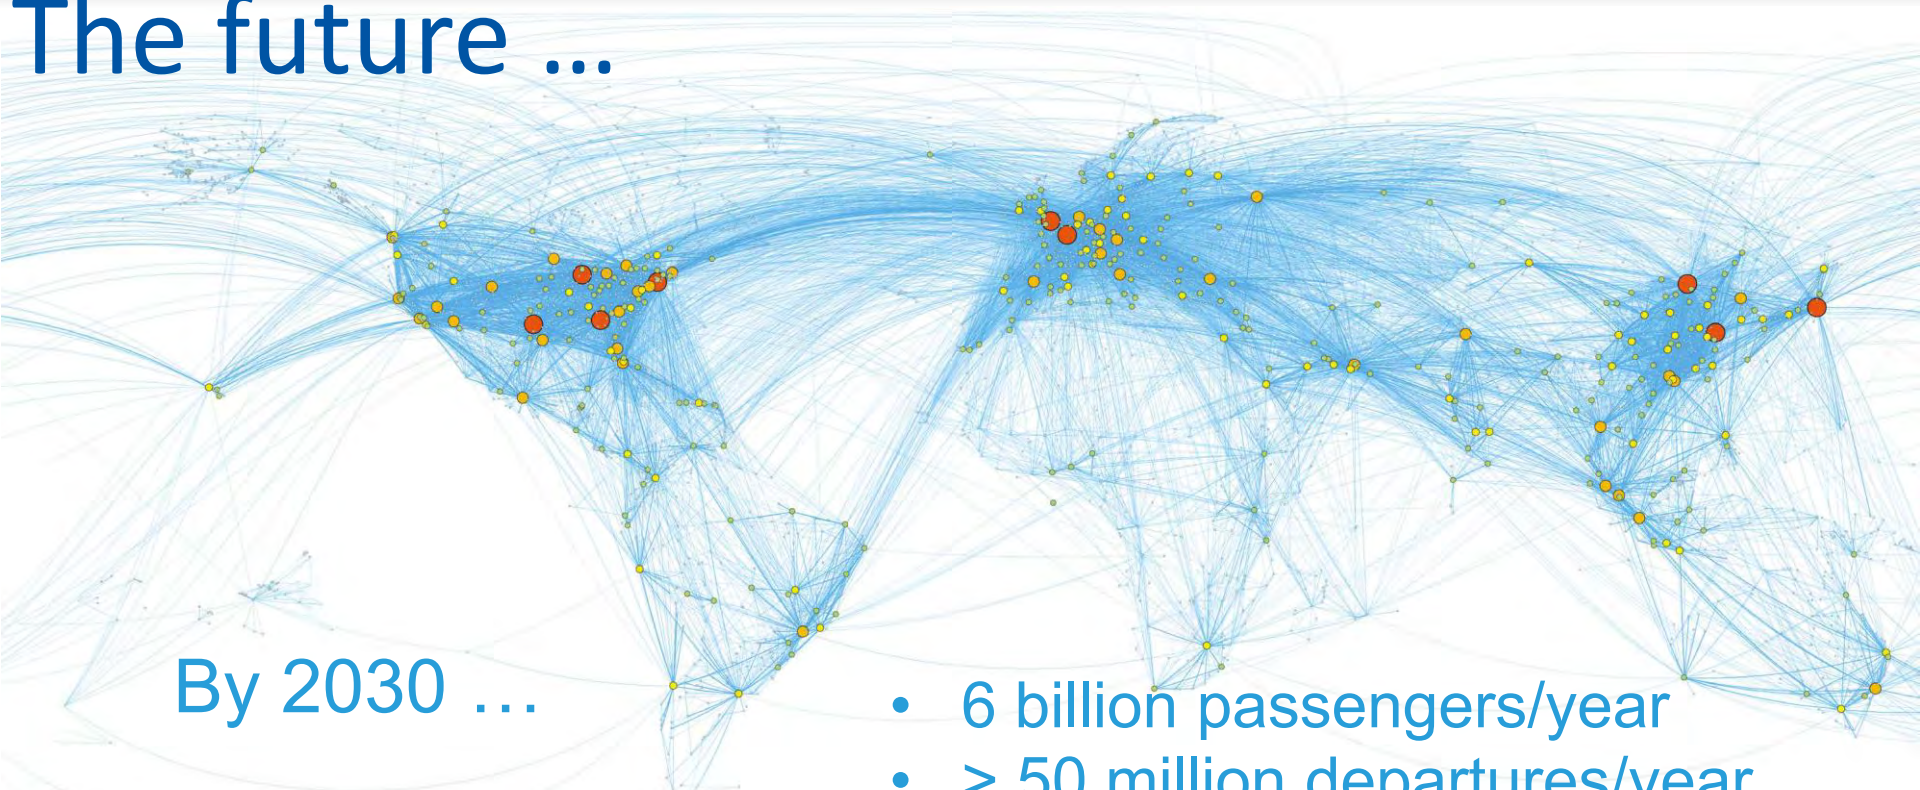 The future ...
By 2030 …
• 6 billion passengers/year
• > 50 million departures/year